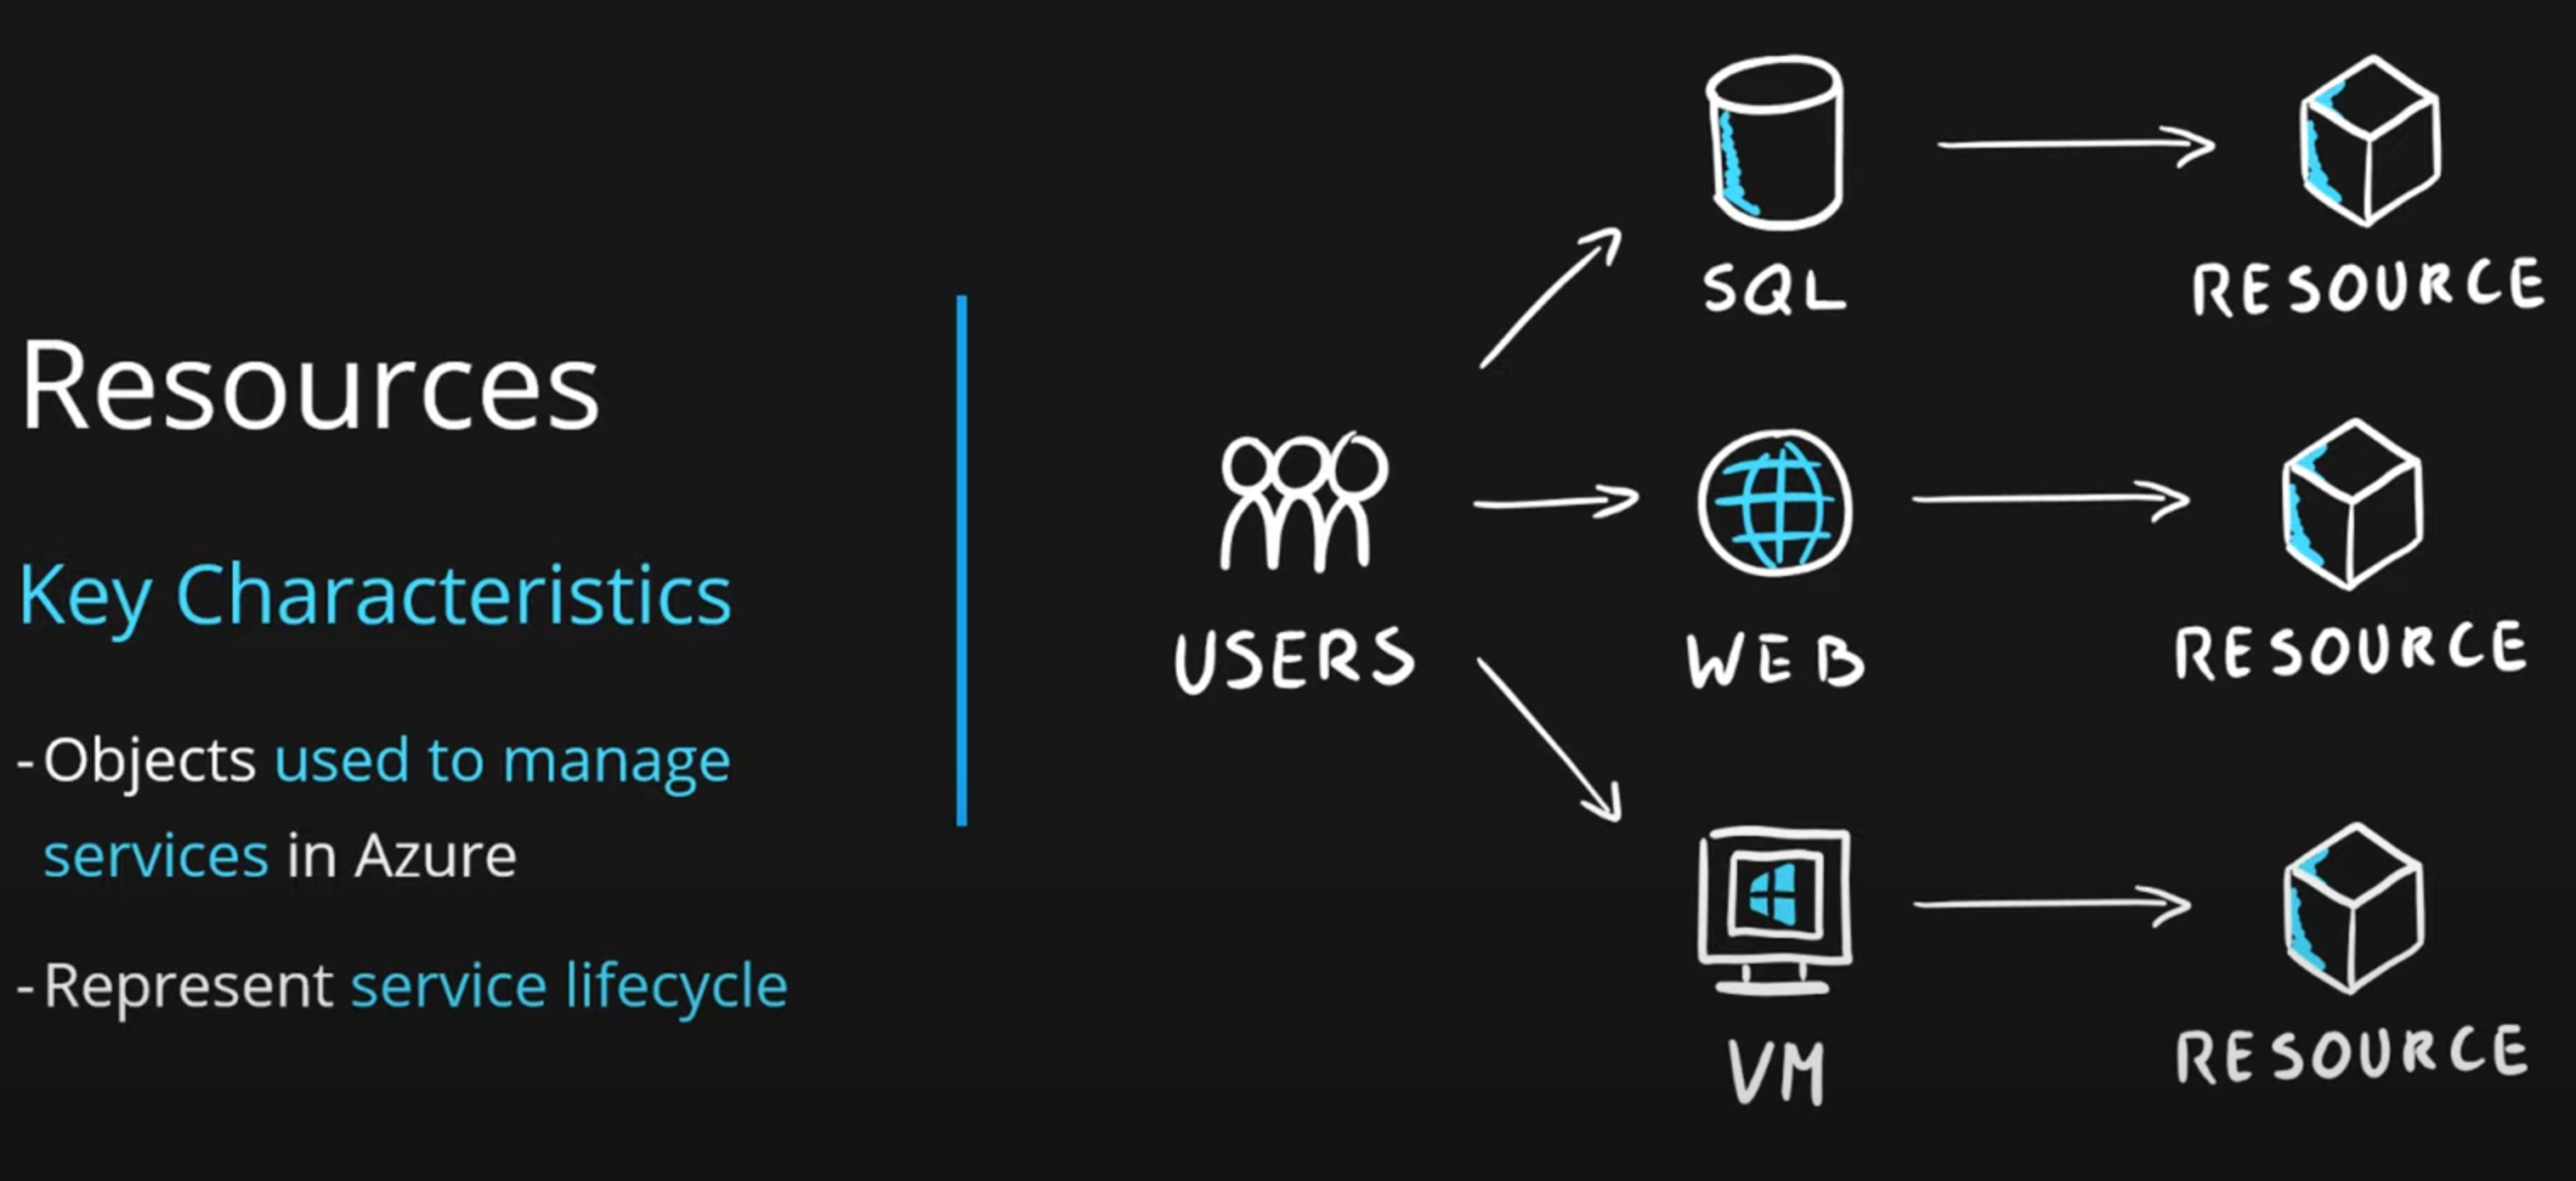 Resources
Key Characteristics
- Objects used to manage
services in Azure
- Represent service lifecycle
USERS
SQL
RESOURCE
WEB
RESOURCE
VM
RESOURCE